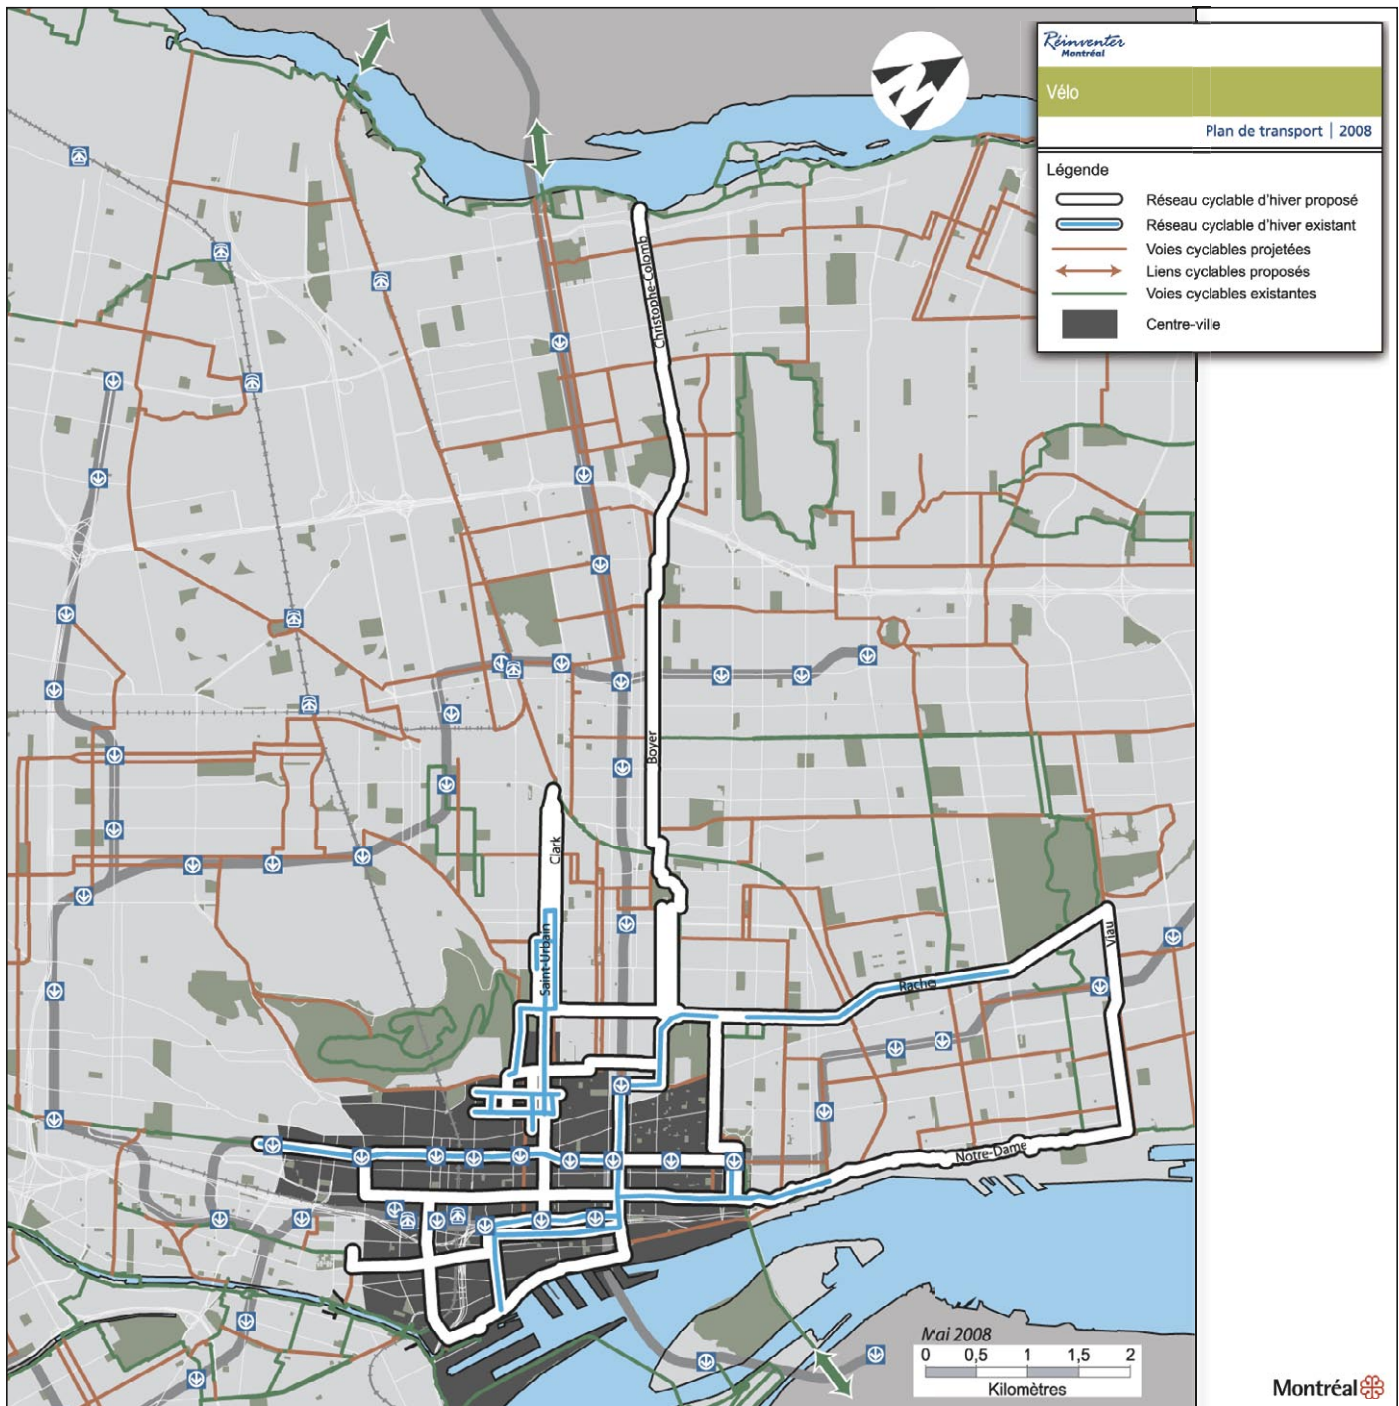 Réinventer
Montréal
Vélo
Plan de transport | 2008
Légende
Réseau cyclable d'hiver proposé
Réseau cyclable d'hiver existant
Voies cyclables projetées
Liens cyclables proposés
Voies cyclables existantes
Centre-ville
Christophe-Colomb
Boyer
Clark
Saint-Urbain
Rachel
Viau
Notre-Dame
Mai 2008
0 0,5 1 1,5 2
Kilomètres
Montréal